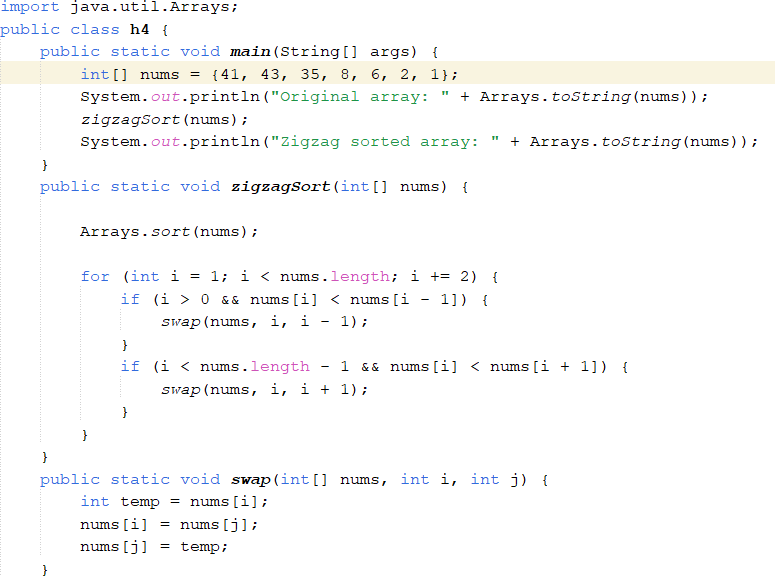 import java.util.Arrays;
public class h4 {
    public static void main(String[] args) {
        int[] nums = {41, 43, 35, 8, 6, 2, 1};
        System.out.println("Original array: " + Arrays.toString(nums));
        zigzagSort(nums);
        System.out.println("Zigzag sorted array: " + Arrays.toString(nums));
    }
    public static void zigzagSort(int[] nums) {

        Arrays.sort(nums);

        for (int i = 1; i < nums.length; i += 2) {
            if (i > 0 && nums[i] < nums[i - 1]) {
                swap(nums, i, i - 1);
            }
            if (i < nums.length - 1 && nums[i] < nums[i + 1]) {
                swap(nums, i, i + 1);
            }
        }
    }
    public static void swap(int[] nums, int i, int j) {
        int temp = nums[i];
        nums[i] = nums[j];
        nums[j] = temp;
    }